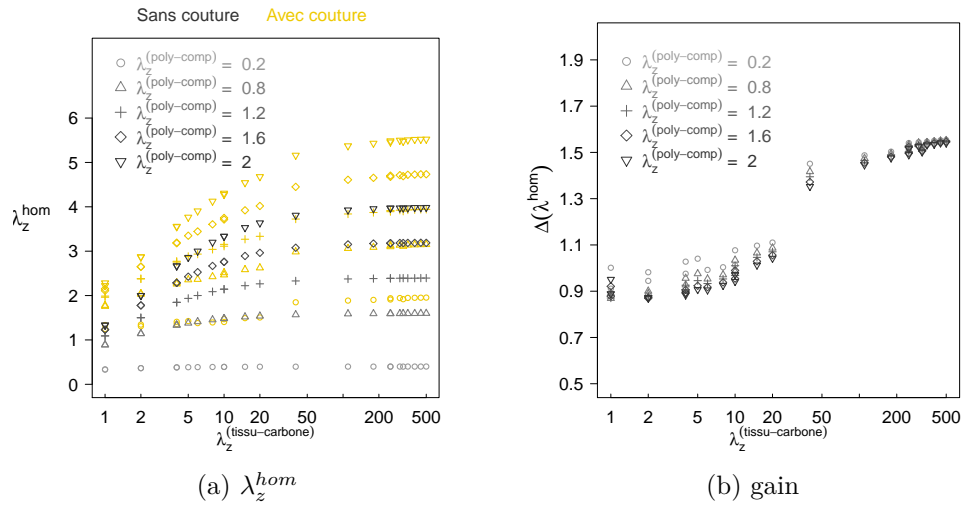 Sans couture Avec couture
λz(poly−comp) = 0.2
λz(poly−comp) = 0.8
λz(poly−comp) = 1.2
λz(poly−comp) = 1.6
λz(poly−comp) = 2
λzhom
6
5
4
3
2
1
0
1 2 5 10 20 50 200 500
λz(tissu−carbone)
(a) λzhom
λz(poly−comp) = 0.2
λz(poly−comp) = 0.8
λz(poly−comp) = 1.2
λz(poly−comp) = 1.6
λz(poly−comp) = 2
Δ(λhom)
1.9
1.7
1.5
1.3
1.1
0.9
0.7
0.5
1 2 5 10 20 50 200 500
λz(tissu−carbone)
(b) gain